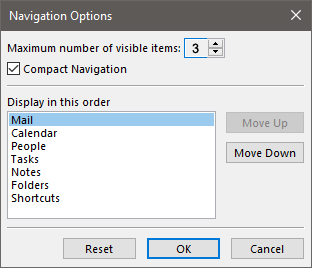 Navigation Options
Maximum number of visible items: 3
Compact Navigation
Display in this order
Mail
Calendar
People
Tasks
Notes
Folders
Shortcuts
Move Up
Move Down
Reset OK Cancel